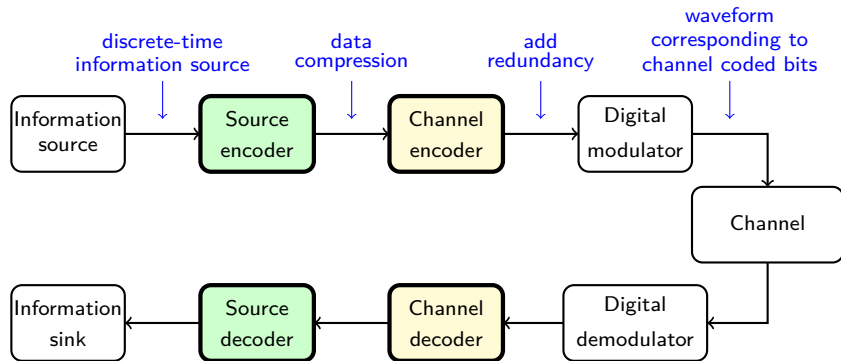 discrete-time
information source
data
compression
add
redundancy
waveform
corresponding to
channel coded bits
Information
source
Source
encoder
Channel
encoder
Digital
modulator
Channel
Information
sink
Source
decoder
Channel
decoder
Digital
demodulator